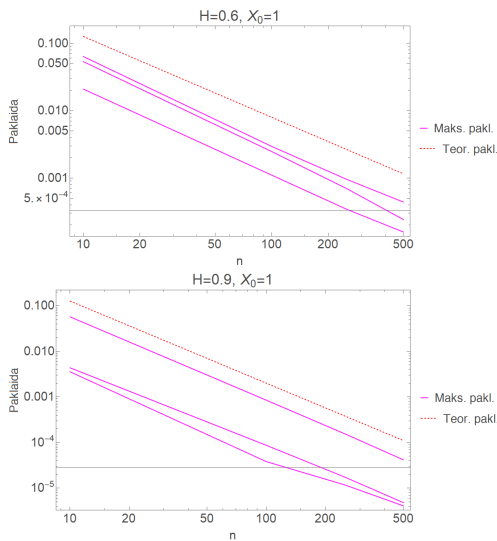 H=0.6, X₀=1
0.100
0.050
0.010
0.005
0.001
5.×10⁻⁴
Paklaida
10
20
50
100
200
500
n
Maks. pakl.
Teor. pakl.
H=0.9, X₀=1
0.100
0.010
0.001
10⁻⁴
10⁻⁵
Paklaida
10
20
50
100
200
500
n
Maks. pakl.
Teor. pakl.